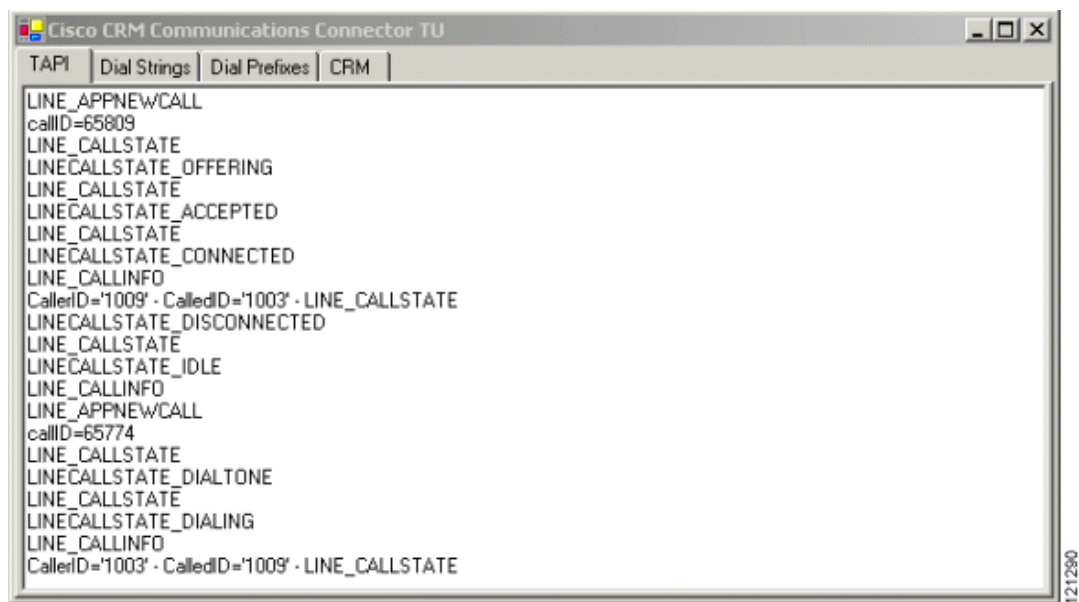 Cisco CRM Communications Connector TU
TAPI Dial Strings Dial Prefixes CRM
LINE_APPNEWCALL
callID=65809
LINE_CALLSTATE
LINECALLSTATE_OFFERING
LINE_CALLSTATE
LINECALLSTATE_ACCEPTED
LINE_CALLSTATE
LINECALLSTATE_CONNECTED
LINE_CALLINFO
CallerID='1009' - CalledID='1003' - LINE_CALLSTATE
LINECALLSTATE_DISCONNECTED
LINE_CALLSTATE
LINECALLSTATE_IDLE
LINE_CALLINFO
LINE_APPNEWCALL
callID=65774
LINE_CALLSTATE
LINECALLSTATE_DIALTONE
LINE_CALLSTATE
LINECALLSTATE_DIALING
LINE_CALLINFO
CallerID='1003' - CalledID='1009' - LINE_CALLSTATE
121290